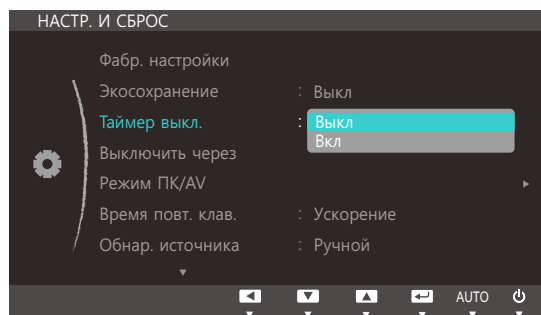 НАСТР. И СБРОС
Фабр. настройки
Экосохранение : Выкл
Таймер выкл. : Выкл
Вкл
Выключить через
Режим ПК/AV
Время повт. клав. : Ускорение
Обнар. источника : Ручной
AUTO